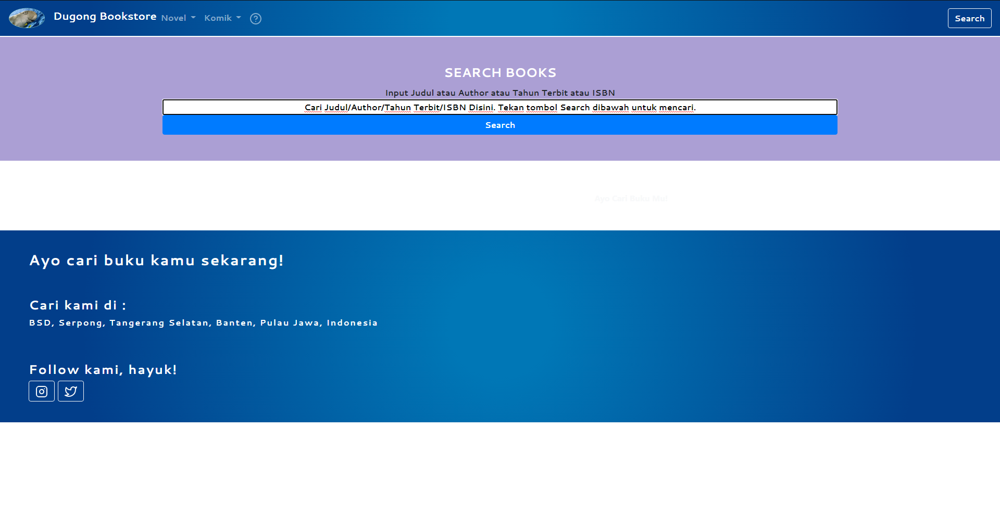 Dugong Bookstore Novel Komik Search
SEARCH BOOKS
Input Judul atau Author atau Tahun Terbit atau ISBN
Cari Judul/Author/Tahun Terbit/ISBN Disini. Tekan tombol Search dibawah untuk mencari.
Search
Ayo Cari Buku Mu!
Ayo cari buku kamu sekarang!
Cari kami di :
BSD, Serpong, Tangerang Selatan, Banten, Pulau Jawa, Indonesia
Follow kami, hayuk!